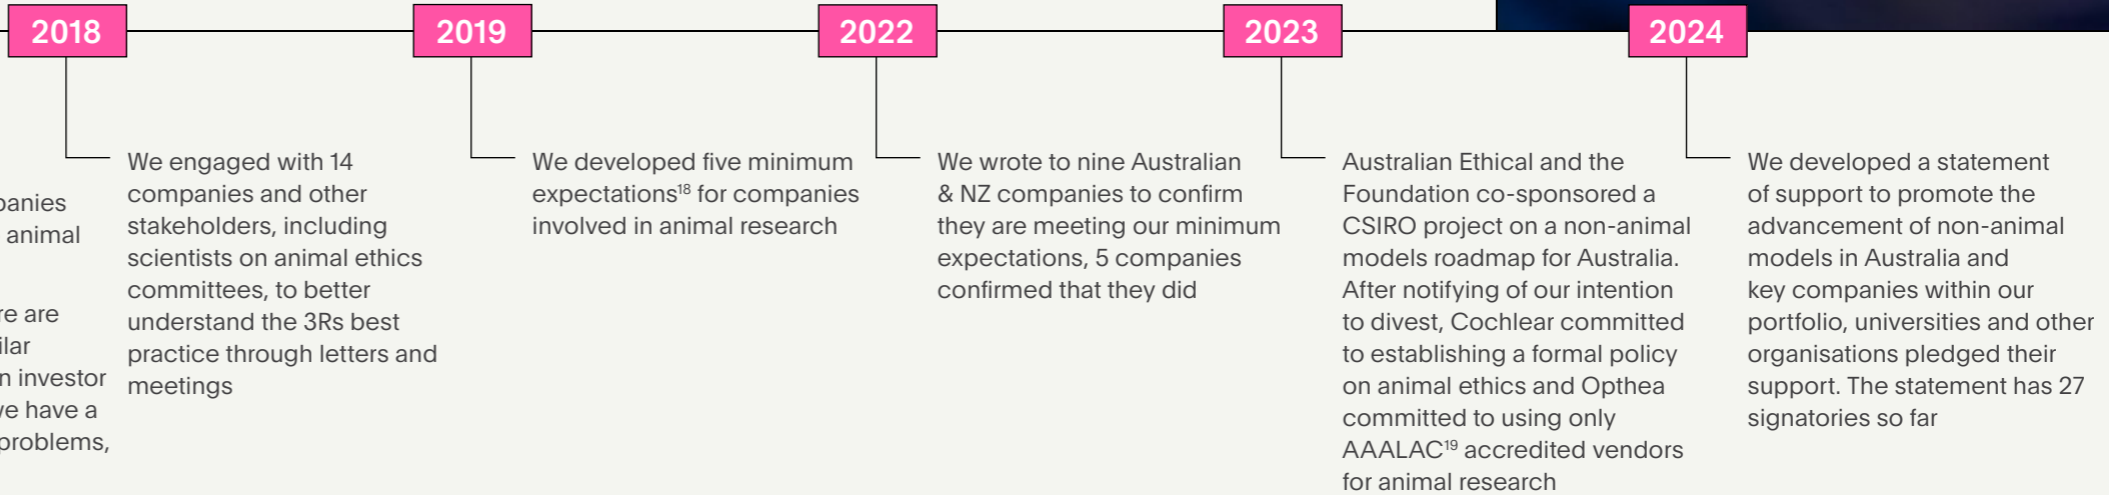 2018
2019
2022
2023
2024
animal
re are
n investor
we have a
problems,
We engaged with 14
companies and other
stakeholders, including
scientists on animal ethics
committees, to better
understand the 3Rs best
practice through letters and
meetings
We developed five minimum
expectations18 for companies
involved in animal research
We wrote to nine Australian
& NZ companies to confirm
they are meeting our minimum
expectations, 5 companies
confirmed that they did
Australian Ethical and the
Foundation co-sponsored a
CSIRO project on a non-animal
models roadmap for Australia.
After notifying of our intention
to divest, Cochlear committed
to establishing a formal policy
on animal ethics and Opthea
committed to using only
AAALAC19 accredited vendors
for animal research
We developed a statement
of support to promote the
advancement of non-animal
models in Australia and
key companies within our
portfolio, universities and other
organisations pledged their
support. The statement has 27
signatories so far